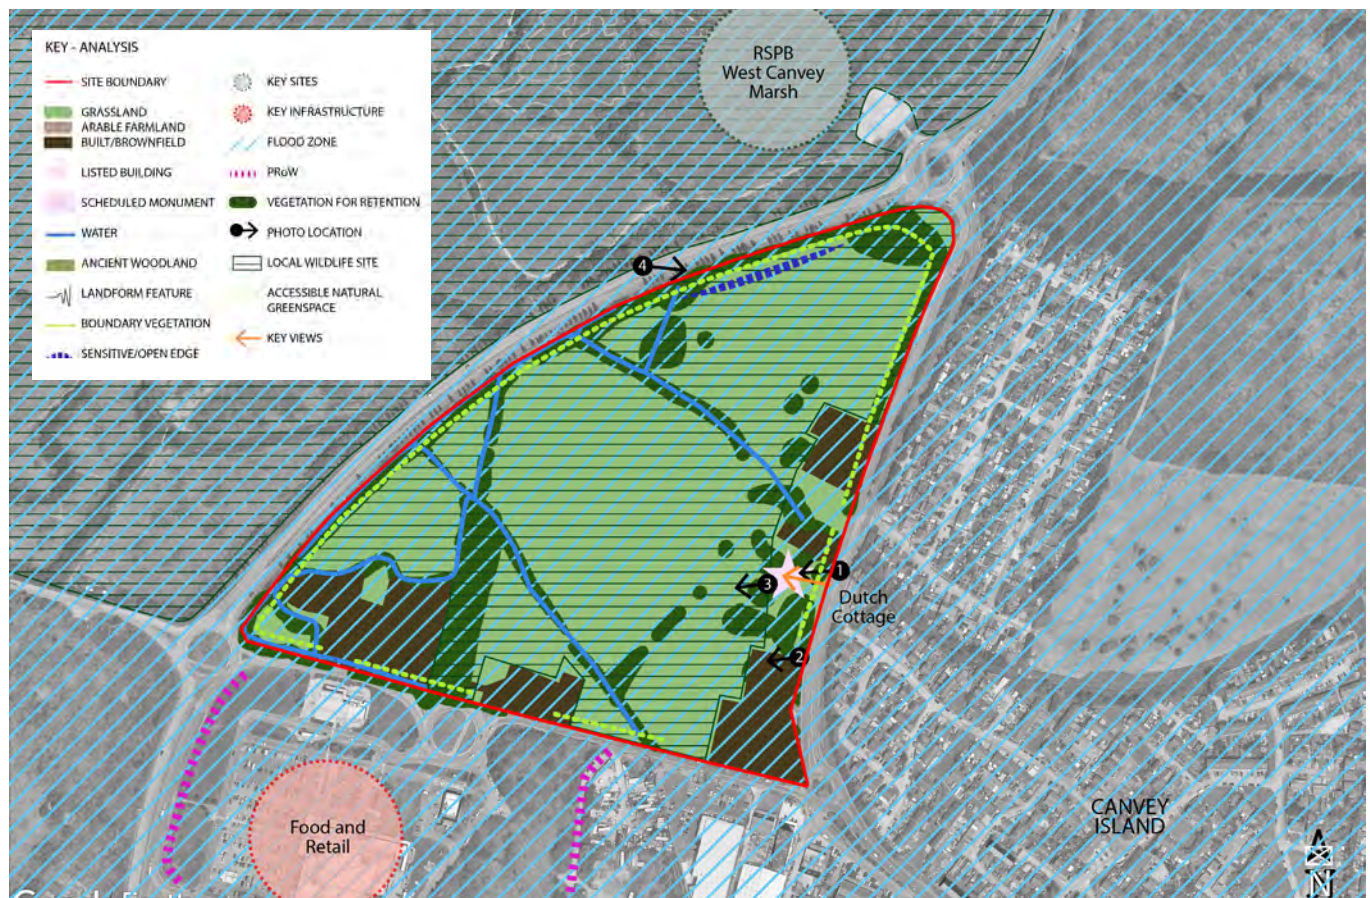 KEY - ANALYSIS
SITE BOUNDARY
GRASSLAND
ARABLE FARMLAND
BUILT/BROWNFIELD
LISTED BUILDING
SCHEDULED MONUMENT
WATER
ANCIENT WOODLAND
LANDFORM FEATURE
BOUNDARY VEGETATION
SENSITIVE/OPEN EDGE
KEY SITES
KEY INFRASTRUCTURE
FLOOD ZONE
PRoW
VEGETATION FOR RETENTION
PHOTO LOCATION
LOCAL WILDLIFE SITE
ACCESSIBLE NATURAL
GREENSPACE
KEY VIEWS
RSPB
West Canvey
Marsh
4
1
3
Dutch
Cottage
2
Food and
Retail
CANVEY
ISLAND
N